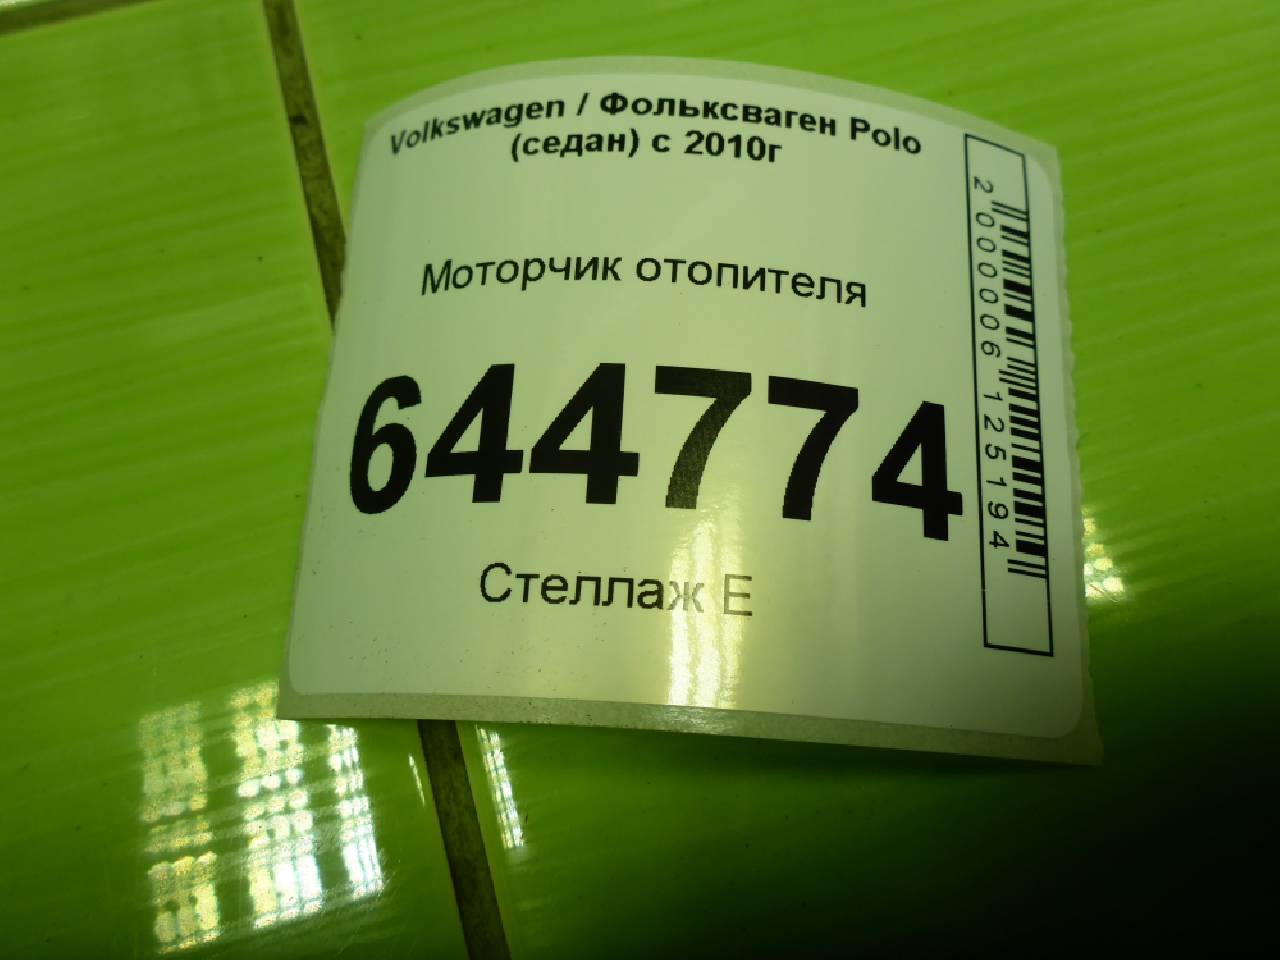 Volkswagen / Фольксваген Polo
(седан) с 2010г
Моторчик отопителя
644774
Стеллаж Е
2000006125194